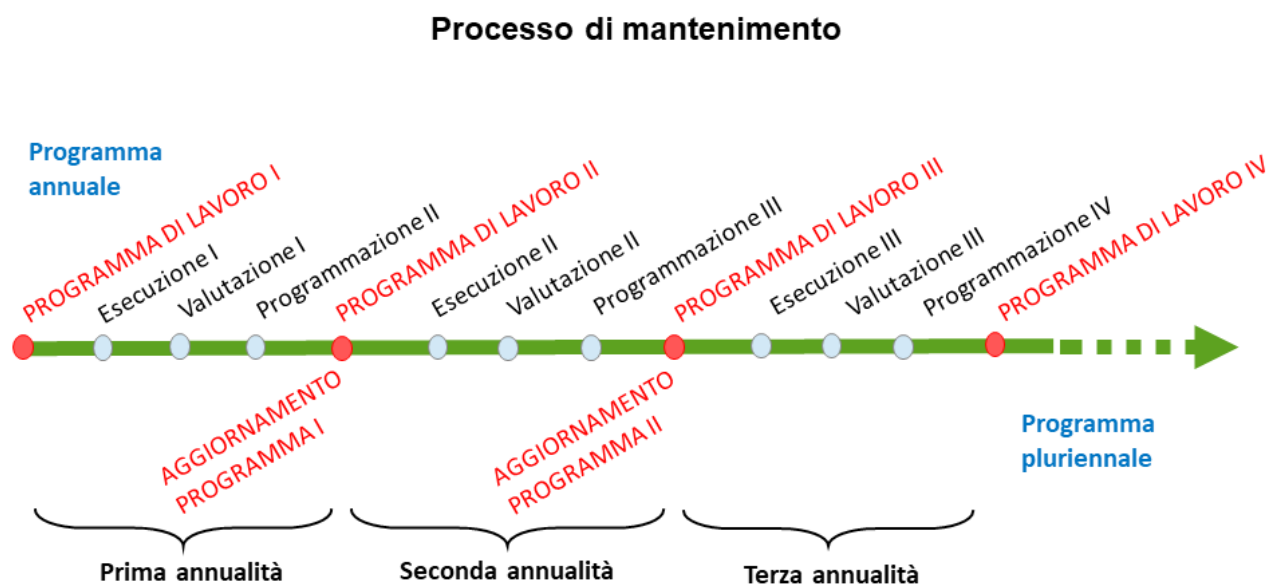 Processo di mantenimento
Programma
annuale
PROGRAMMA DI LAVORO I
Esecuzione I
Valutazione I
Programmazione II
PROGRAMMA DI LAVORO II
Esecuzione II
Valutazione II
Programmazione III
PROGRAMMA DI LAVORO III
Esecuzione III
Valutazione III
Programmazione IV
PROGRAMMA DI LAVORO IV
AGGIORNAMENTO
PROGRAMMA I
AGGIORNAMENTO
PROGRAMMA II
Programma
pluriennale
Prima annualità
Seconda annualità
Terza annualità